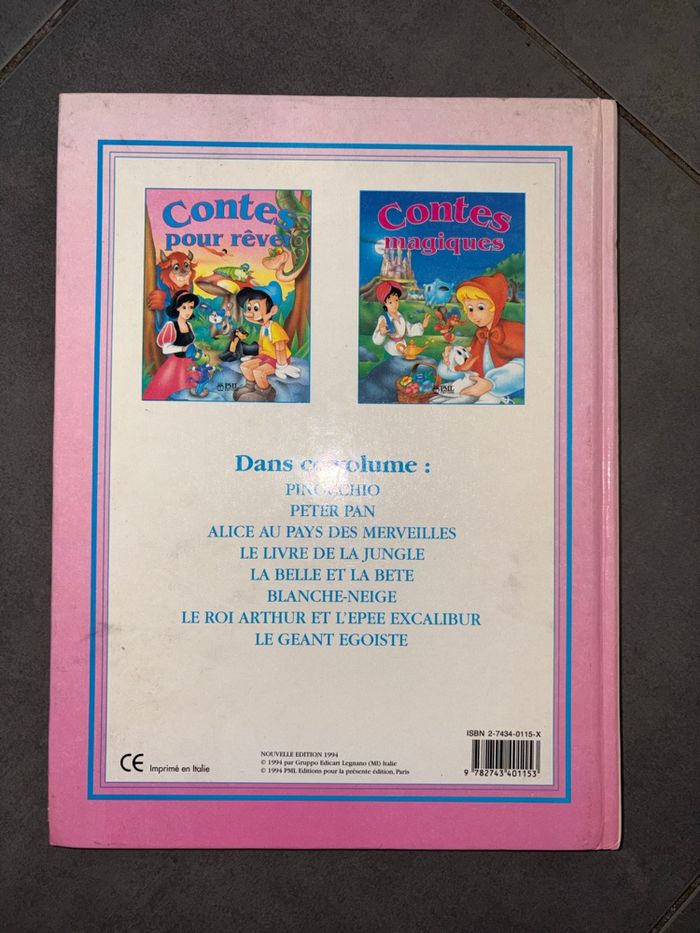 Contes
pour rêver
PML
Contes
magiques
PML
Dans ce volume :
PINOCCHIO
PETER PAN
ALICE AU PAYS DES MERVEILLES
LE LIVRE DE LA JUNGLE
LA BELLE ET LA BETE
BLANCHE-NEIGE
LE ROI ARTHUR ET L'EPEE EXCALIBUR
LE GEANT EGOISTE
ISBN 2-7434-0115-X
9 782743 401153
CE Imprimé en Italie
NOUVELLE EDITION 1994
© 1994 par Gruppo Edicart Legnano (MI) Italie
© 1994 PML Editions pour la présente édition, Paris